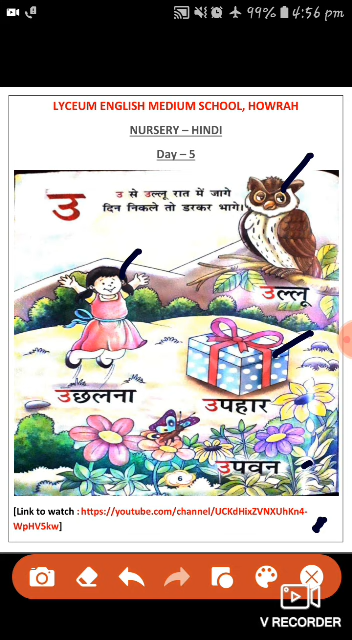 99% 4:56 pm
LYCEUM ENGLISH MEDIUM SCHOOL, HOWRAH
NURSERY – HINDI
Day – 5
उ
उ से उल्लू रात में जागे
दिन निकले तो डरकर भागे।
उल्लू
उछलना
उपहार
उपवन
6
[Link to watch : https://youtube.com/channel/UCKdHixZVNXUhKn4-
WpHV5kw]
V RECORDER